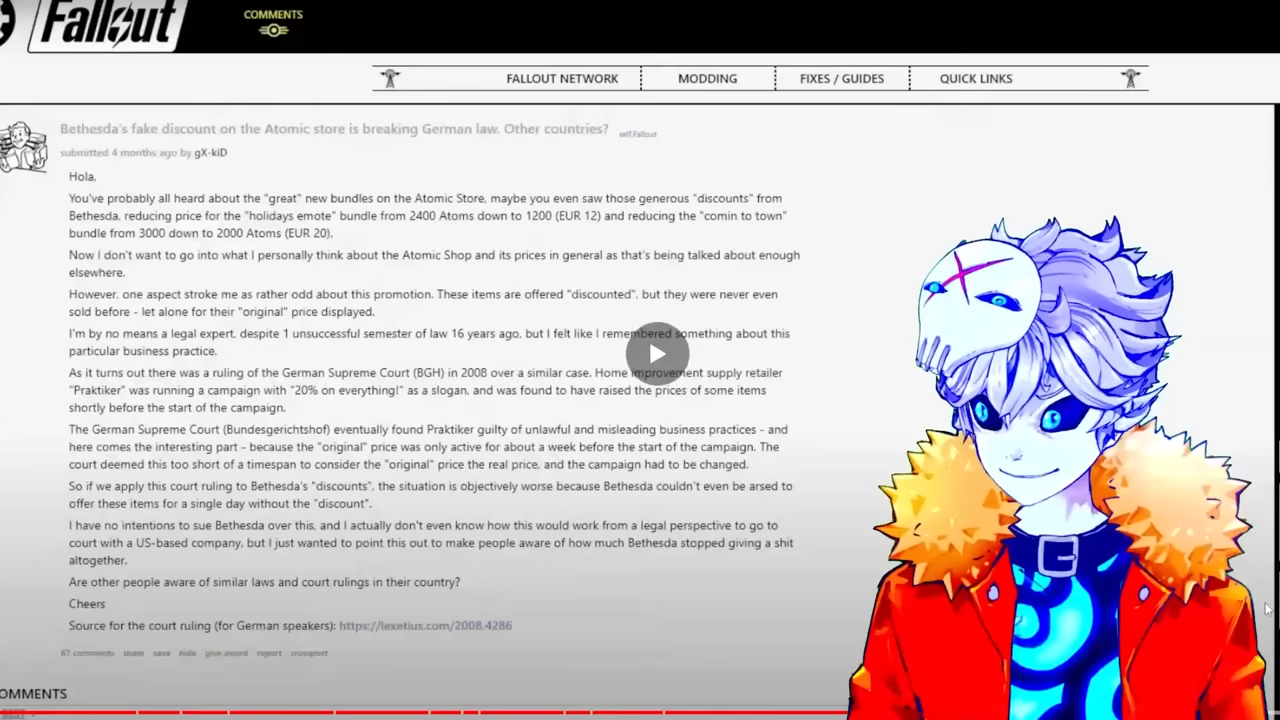 Fallout
COMMENTS
FALLOUT NETWORK
MODDING
FIXES / GUIDES
QUICK LINKS
Bethesda's fake discount on the Atomic store is breaking German law. Other countries? self.Fallout
submitted 4 months ago by gX-kiD
Hola,
You've probably all heard about the "great" new bundles on the Atomic Store, maybe you even saw those generous "discounts" from
Bethesda, reducing price for the "holidays emote" bundle from 2400 Atoms down to 1200 (EUR 12) and reducing the "comin to town"
bundle from 3000 down to 2000 Atoms (EUR 20).
Now I don't want to go into what I personally think about the Atomic Shop and its prices in general as that's being talked about enough
elsewhere.
However, one aspect stroke me as rather odd about this promotion. These items are offered "discounted", but they were never even
sold before - let alone for their "original" price displayed.
I'm by no means a legal expert, despite 1 unsuccessful semester of law 16 years ago, but I felt like I remembered something about this
particular business practice.
As it turns out there was a ruling of the German Supreme Court (BGH) in 2008 over a similar case. Home improvement supply retailer
"Praktiker" was running a campaign with "20% on everything!" as a slogan, and was found to have raised the prices of some items
shortly before the start of the campaign.
The German Supreme Court (Bundesgerichtshof) eventually found Praktiker guilty of unlawful and misleading business practices - and
here comes the interesting part - because the "original" price was only active for about a week before the start of the campaign. The
court deemed this too short of a timespan to consider the "original" price the real price, and the campaign had to be changed.
So if we apply this court ruling to Bethesda's "discounts", the situation is objectively worse because Bethesda couldn't even be arsed to
offer these items for a single day without the "discount".
I have no intentions to sue Bethesda over this, and I actually don't even know how this would work from a legal perspective to go to
court with a US-based company, but I just wanted to point this out to make people aware of how much Bethesda stopped giving a shit
altogether.
Are other people aware of similar laws and court rulings in their country?
Cheers
Source for the court ruling (for German speakers): https://lexetius.com/2008,4286
67 comments share save hide give award report crosspost
OMMENTS